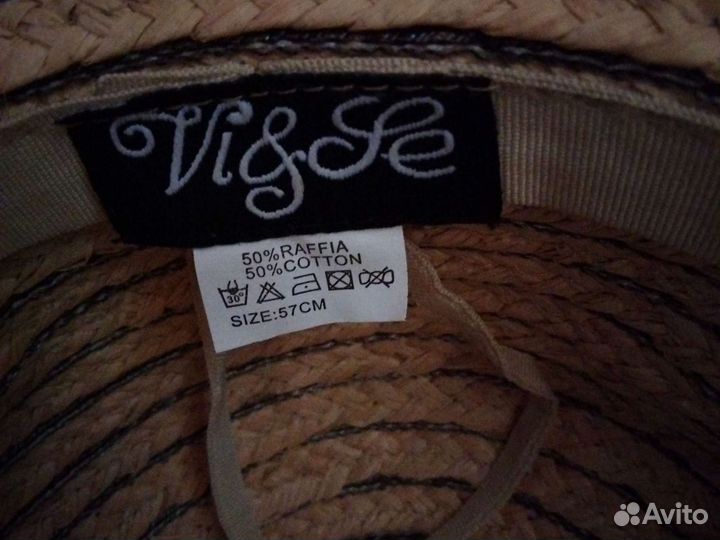 Vi&Se
50%RAFFIA
50%COTTON
30°
SIZE:57CM
Avito